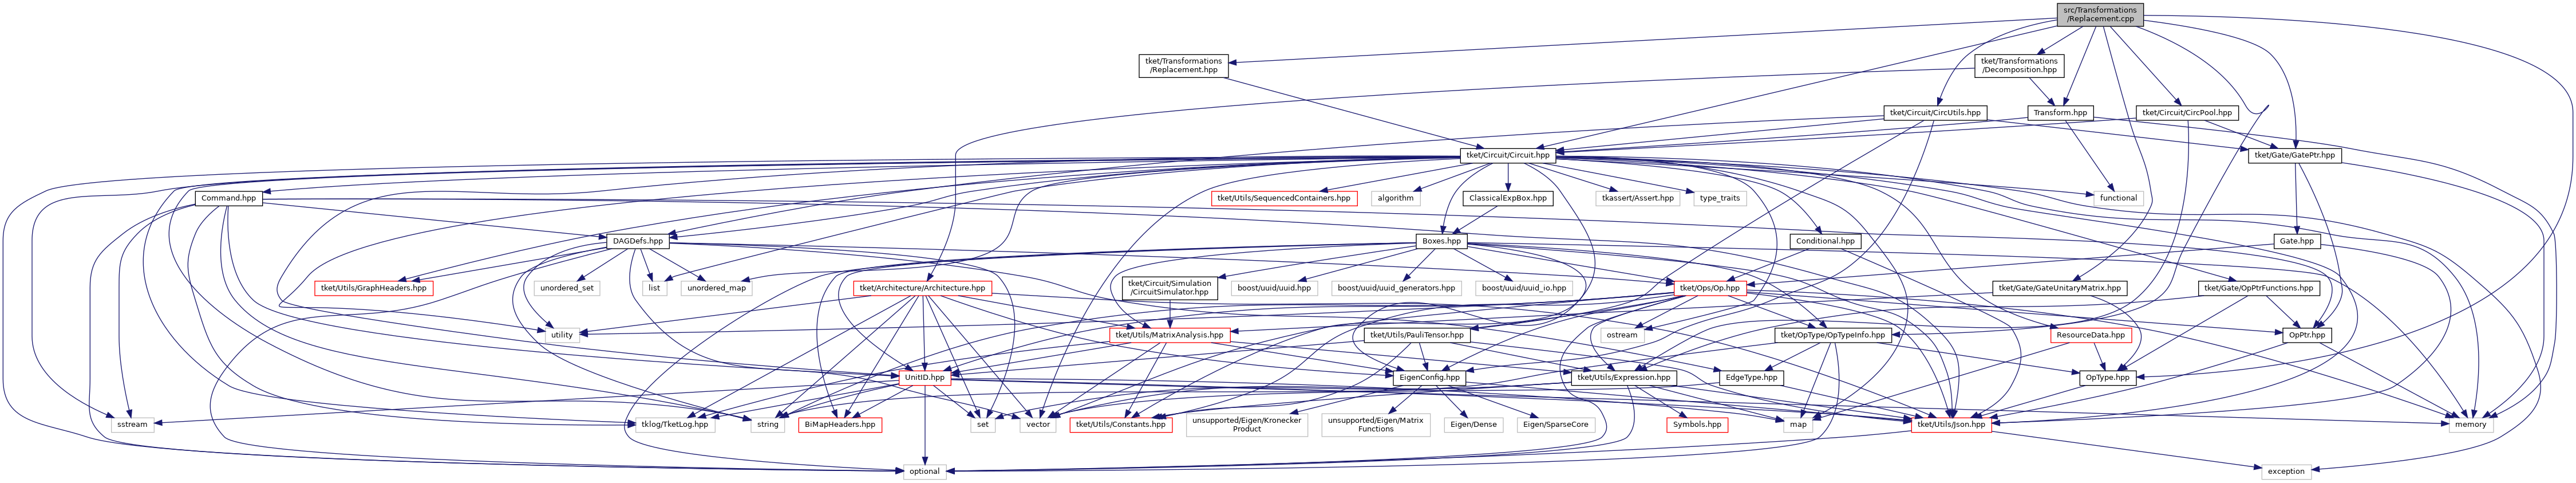 src/Transformations
/Replacement.cpp
tket/Transformations
/Replacement.hpp
tket/Transformations
/Decomposition.hpp
tket/Circuit/CircUtils.hpp
Transform.hpp
tket/Circuit/CircPool.hpp
tket/Circuit/Circuit.hpp
tket/Gate/GatePtr.hpp
Command.hpp
tket/Utils/SequencedContainers.hpp
algorithm
ClassicalExpBox.hpp
tkassert/Assert.hpp
type_traits
functional
DAGDefs.hpp
Boxes.hpp
Conditional.hpp
Gate.hpp
tket/Utils/GraphHeaders.hpp
unordered_set
list
unordered_map
tket/Architecture/Architecture.hpp
tket/Circuit/Simulation
/CircuitSimulator.hpp
boost/uuid/uuid.hpp
boost/uuid/uuid_generators.hpp
boost/uuid/uuid_io.hpp
tket/Ops/Op.hpp
tket/Gate/GateUnitaryMatrix.hpp
tket/Gate/OpPtrFunctions.hpp
utility
tket/Utils/MatrixAnalysis.hpp
tket/Utils/PauliTensor.hpp
ostream
tket/OpType/OpTypeInfo.hpp
ResourceData.hpp
OpPtr.hpp
UnitID.hpp
EigenConfig.hpp
tket/Utils/Expression.hpp
EdgeType.hpp
OpType.hpp
sstream
tklog/TketLog.hpp
string
BiMapHeaders.hpp
set
vector
tket/Utils/Constants.hpp
unsupported/Eigen/Kronecker
Product
unsupported/Eigen/Matrix
Functions
Eigen/Dense
Eigen/SparseCore
Symbols.hpp
map
tket/Utils/Json.hpp
memory
optional
exception